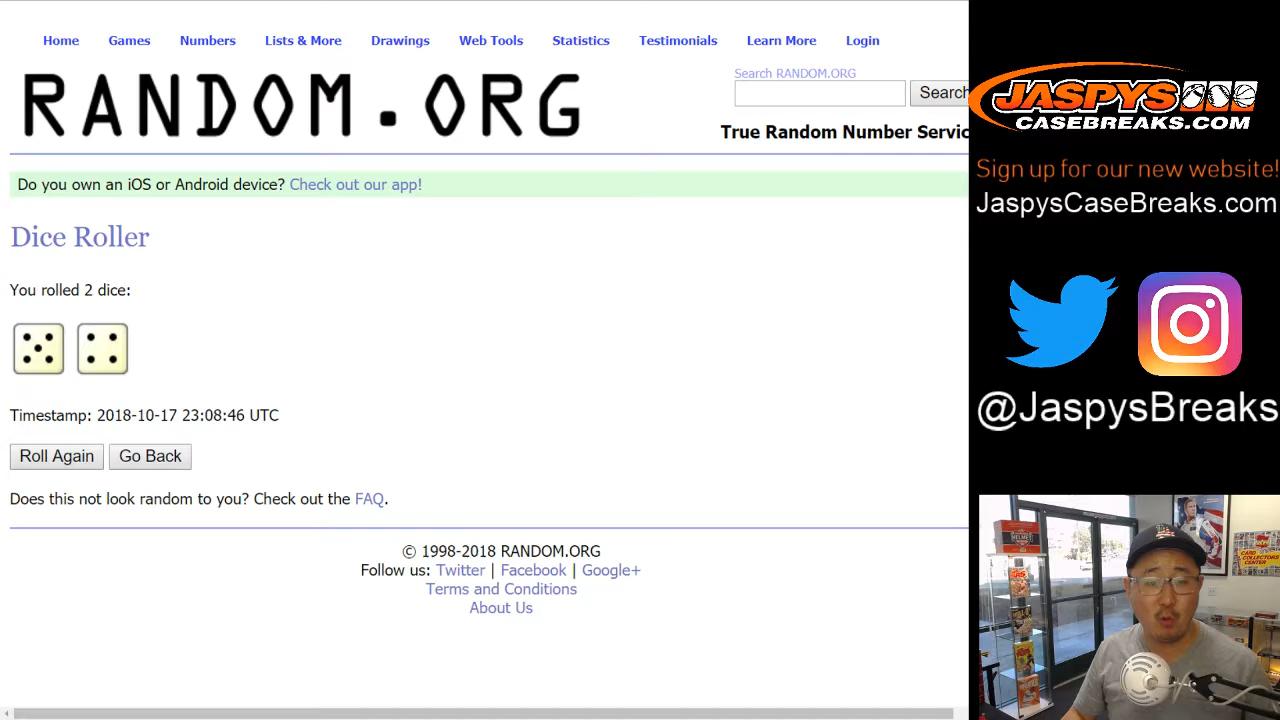 Home Games Numbers Lists & More Drawings Web Tools Statistics Testimonials Learn More Login
RANDOM.ORG
Search RANDOM.ORG
Search
True Random Number Servic
Do you own an iOS or Android device? Check out our app!
Dice Roller
You rolled 2 dice:
Timestamp: 2018-10-17 23:08:46 UTC
Roll Again Go Back
Does this not look random to you? Check out the FAQ.
© 1998-2018 RANDOM.ORG
Follow us: Twitter | Facebook | Google+
Terms and Conditions
About Us
JASPYS
CASEBREAKS.COM
Sign up for our new website!
JaspysCaseBreaks.com
@JaspysBreaks
CARD
COLLECTORS
CENTER